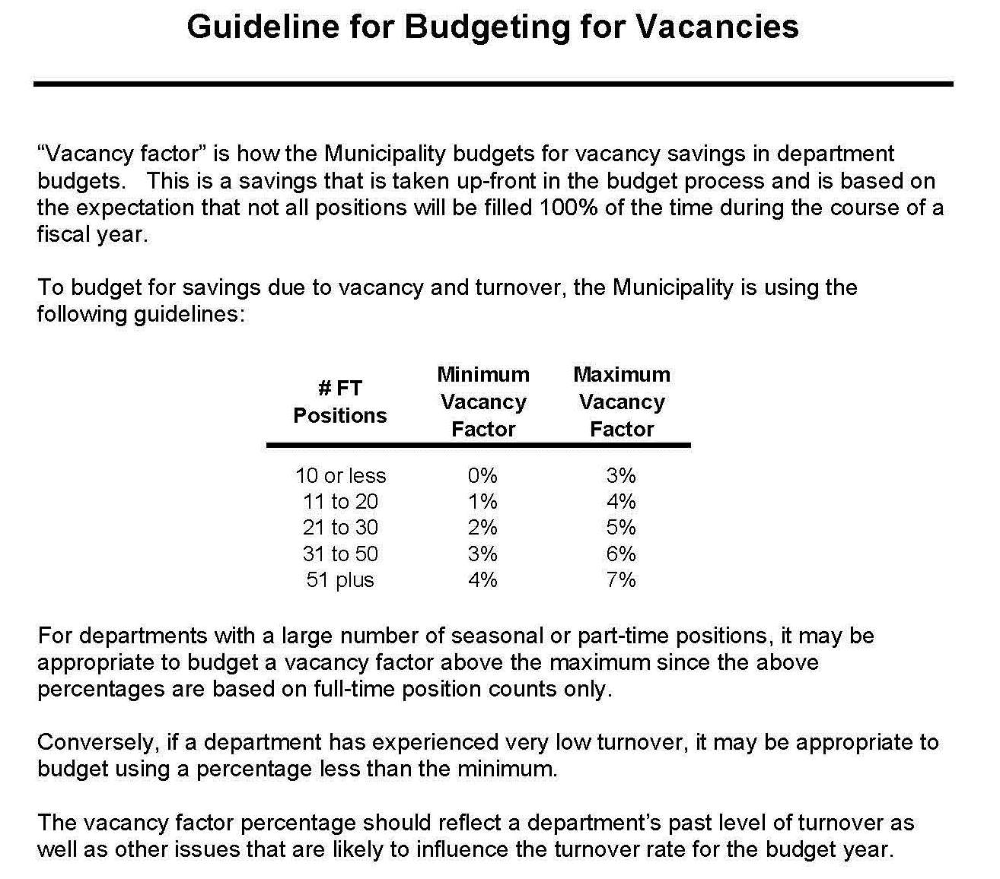 Guideline for Budgeting for Vacancies
“Vacancy factor” is how the Municipality budgets for vacancy savings in department
budgets.   This is a savings that is taken up-front in the budget process and is based on
the expectation that not all positions will be filled 100% of the time during the course of a
fiscal year.
To budget for savings due to vacancy and turnover, the Municipality is using the
following guidelines:
# FT Positions Minimum Vacancy Factor Maximum Vacancy Factor
10 or less 0% 3%
11 to 20 1% 4%
21 to 30 2% 5%
31 to 50 3% 6%
51 plus 4% 7%
For departments with a large number of seasonal or part-time positions, it may be
appropriate to budget a vacancy factor above the maximum since the above
percentages are based on full-time position counts only.
Conversely, if a department has experienced very low turnover, it may be appropriate to
budget using a percentage less than the minimum.
The vacancy factor percentage should reflect a department’s past level of turnover as
well as other issues that are likely to influence the turnover rate for the budget year.